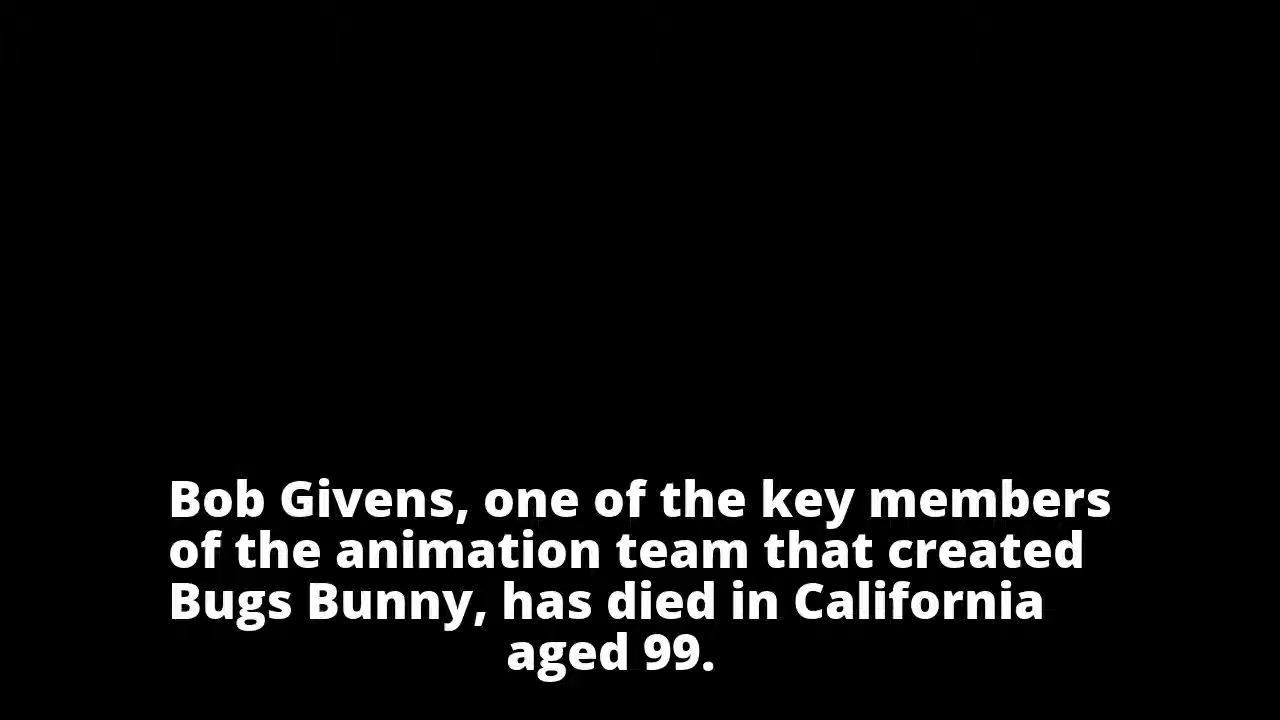 Bob Givens, one of the key members
of the animation team that created
Bugs Bunny, has died in California
aged 99.